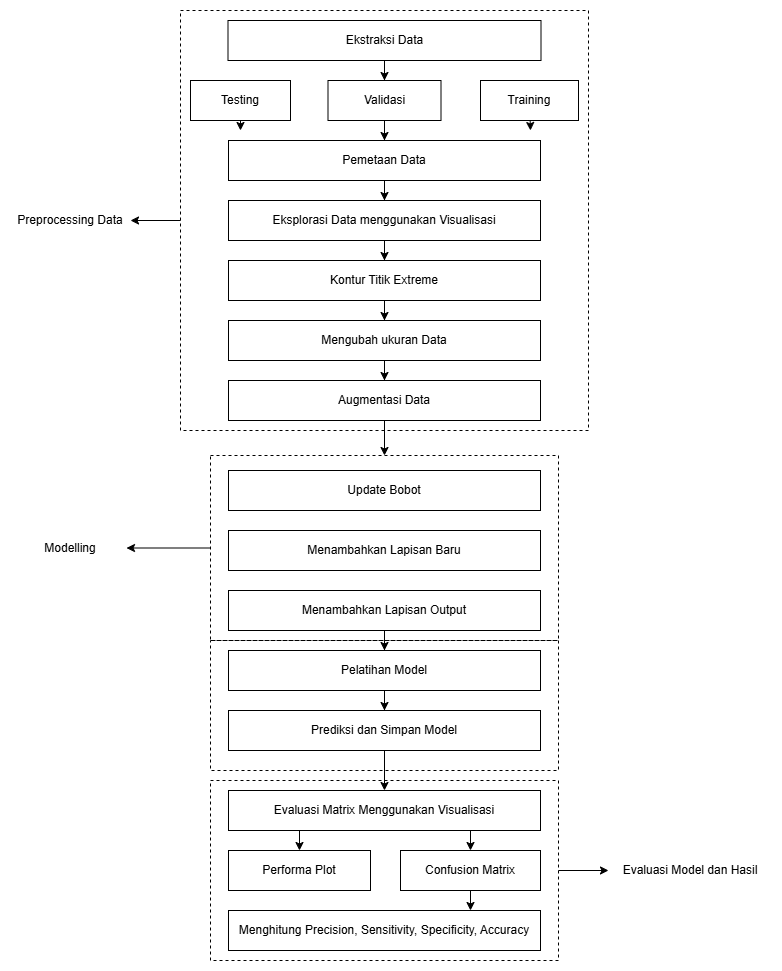 Ekstraksi Data
Testing
Validasi
Training
Pemetaan Data
Preprocessing Data
Eksplorasi Data menggunakan Visualisasi
Kontur Titik Extreme
Mengubah ukuran Data
Augmentasi Data
Update Bobot
Modelling
Menambahkan Lapisan Baru
Menambahkan Lapisan Output
Pelatihan Model
Prediksi dan Simpan Model
Evaluasi Matrix Menggunakan Visualisasi
Performa Plot
Confusion Matrix
Evaluasi Model dan Hasil
Menghitung Precision, Sensitivity, Specificity, Accuracy